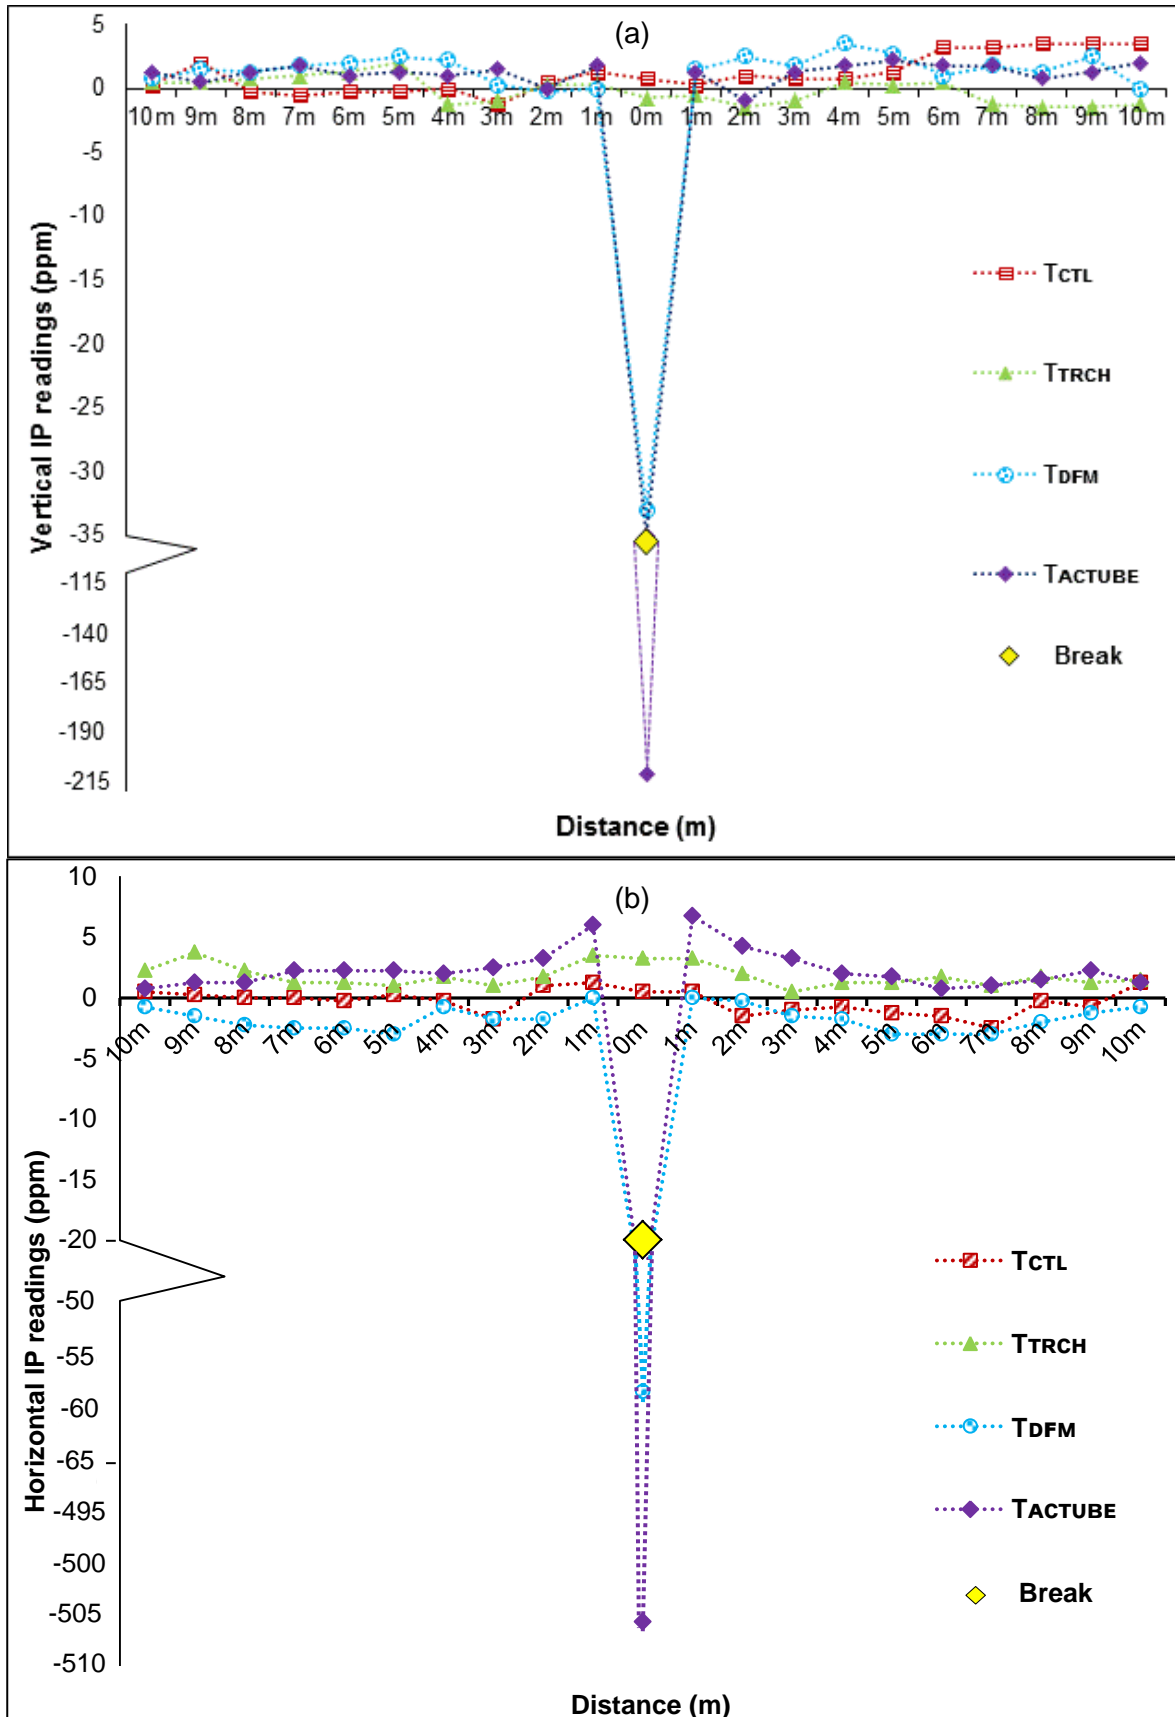 (a)
5
0
-5
-10
-15
-20
-25
-30
-35
-115
-140
-165
-190
-215
Vertical IP readings (ppm)
10m 9m 8m 7m 6m 5m 4m 3m 2m 1m 0m 1m 2m 3m 4m 5m 6m 7m 8m 9m 10m
TCTL
TTRCH
TDFM
TACTUBE
Break
Distance (m)
(b)
10
5
0
-5
-10
-15
-20
-50
-55
-60
-65
-495
-500
-505
-510
Horizontal IP readings (ppm)
10m 9m 8m 7m 6m 5m 4m 3m 2m 1m 0m 1m 2m 3m 4m 5m 6m 7m 8m 9m 10m
TCTL
TTRCH
TDFM
TACTUBE
Break
Distance (m)